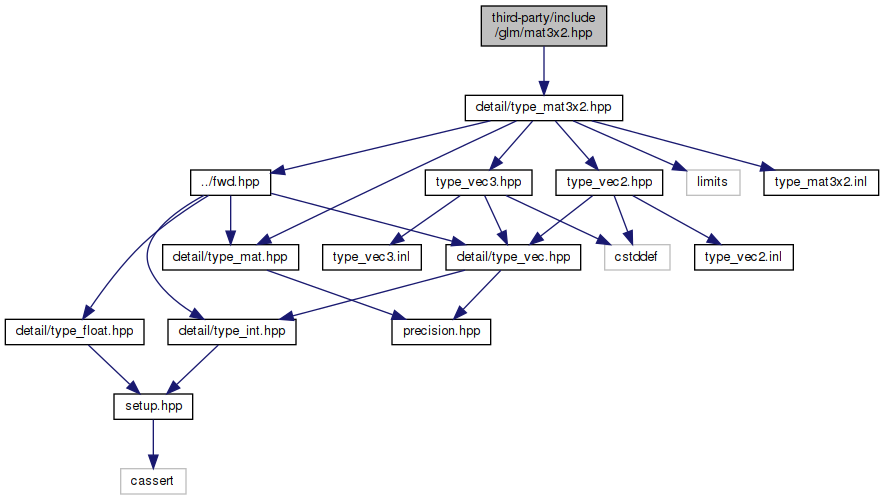 third-party/include
/glm/mat3x2.hpp
detail/type_mat3x2.hpp
../fwd.hpp
type_vec3.hpp
type_vec2.hpp
limits
type_mat3x2.inl
detail/type_mat.hpp
type_vec3.inl
detail/type_vec.hpp
cstddef
type_vec2.inl
detail/type_float.hpp
detail/type_int.hpp
precision.hpp
setup.hpp
cassert